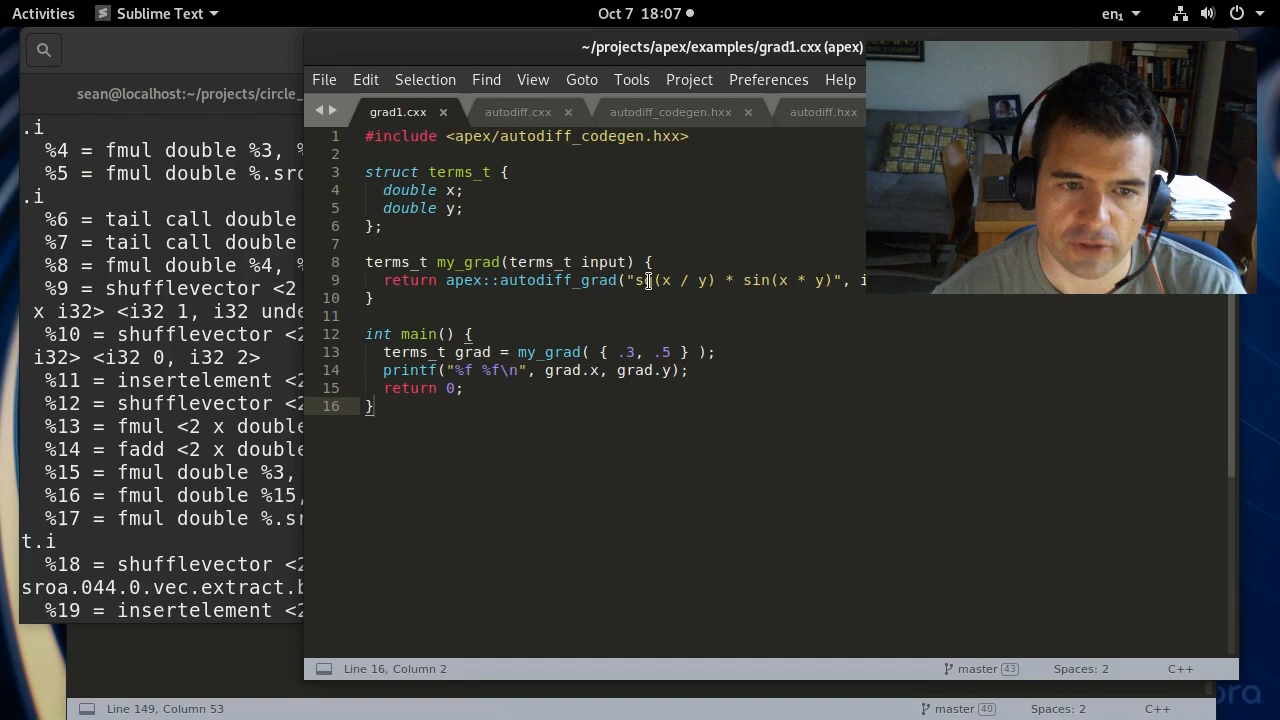 Activities
Sublime Text
Oct 7 18:07
en₁
~/projects/apex/examples/grad1.cxx (apex)
sean@localhost:~/projects/circle_
File Edit Selection Find View Goto Tools Project Preferences Help
grad1.cxx
autodiff.cxx
autodiff_codegen.hxx
autodiff.hxx
.i
%4 = fmul double %3, %
%5 = fmul double %.sro
.i
%6 = tail call double
%7 = tail call double
%8 = fmul double %4, %
%9 = shufflevector <2
x i32> <i32 1, i32 unde
%10 = shufflevector <2
i32> <i32 0, i32 2>
%11 = insertelement <2
%12 = shufflevector <2
%13 = fmul <2 x double
%14 = fadd <2 x double
%15 = fmul double %3,
%16 = fmul double %15,
%17 = fmul double %.sr
t.i
%18 = shufflevector <2
sroa.044.0.vec.extract.b
%19 = insertelement <2
1 #include <apex/autodiff_codegen.hxx>
2
3 struct terms_t {
4 double x;
5 double y;
6 };
7
8 terms_t my_grad(terms_t input) {
9 return apex::autodiff_grad(" (x / y) * sin(x * y)", i
10 }
11
12 int main() {
13 terms_t grad = my_grad( { .3, .5 } );
14 printf("%f %f\n", grad.x, grad.y);
15 return 0;
16 }
Line 16, Column 2
master 43
Spaces: 2
C++
Line 149, Column 53
master 40
Spaces: 2
C++